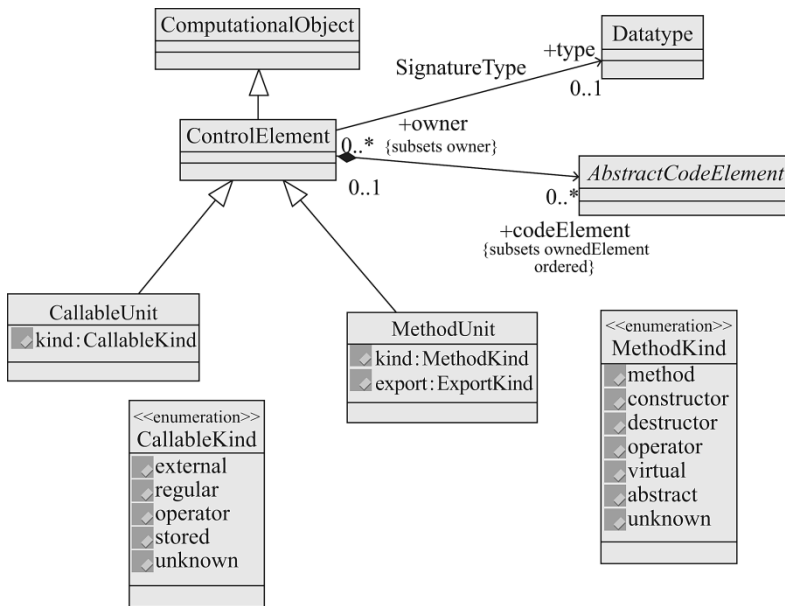 ComputationalObject
Datatype
+type
SignatureType
0..1
ControlElement
+owner
0..*
{subsets owner}
0..1
AbstractCodeElement
0..*
+codeElement
{subsets ownedElement
ordered}
CallableUnit
kind:CallableKind
MethodUnit
kind:MethodKind
export:ExportKind
<<enumeration>>
MethodKind
method
constructor
destructor
operator
virtual
abstract
unknown
<<enumeration>>
CallableKind
external
regular
operator
stored
unknown